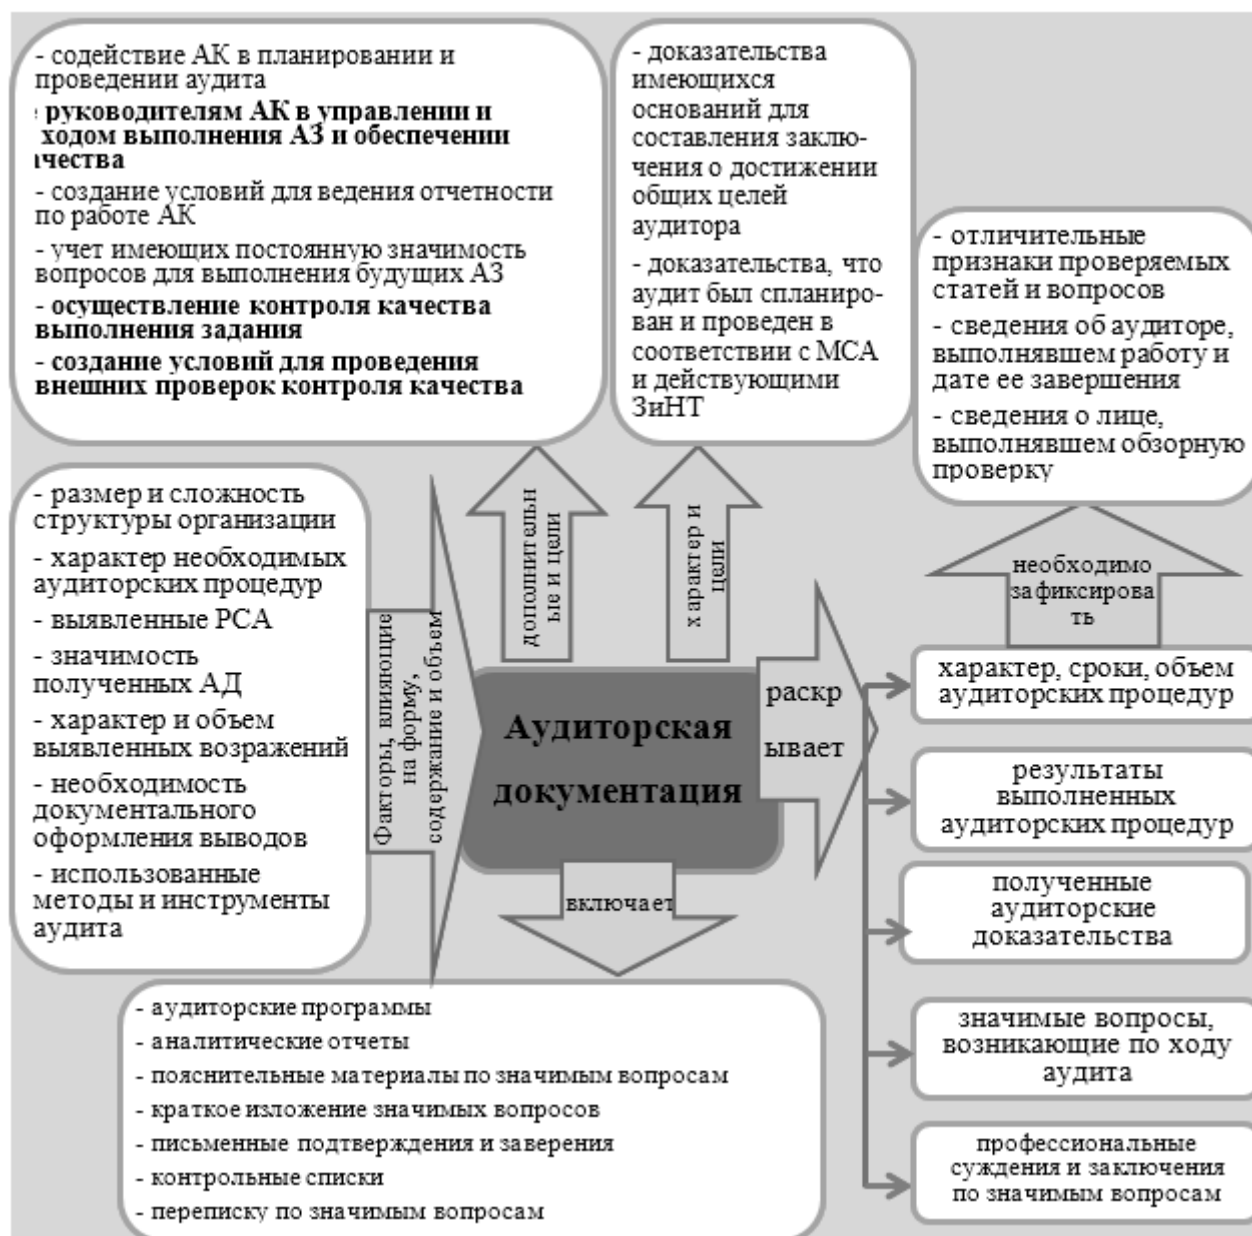 - содействие АК в планировании и
проведении аудита
руководителям АК в управлении и
ходом выполнения АЗ и обеспечении
- создание условий для ведения отчетности
по работе АК
- учет имеющих постоянную значимость
вопросов для выполнения будущих АЗ
- осуществление контроля качества
выполнения задания
- создание условий для проведения
внешних проверок контроля качества
- доказательства
имеющихся
оснований для
составления заклю-
чения о достижении
общих целей
аудитора
- доказательства, что
аудит был спланиро-
ван и проведен в
соответствии с МСА
и действующими
ЗиНТ
- отличительные
признаки проверяемых
статей и вопросов
- сведения об аудиторе,
выполнявшем работу и
дате ее завершения
- сведения о лице,
выполнявшем обзорную
проверку
- размер и сложность
структуры организации
- характер необходимых
аудиторских процедур
- выявленные РСА
- значимость
полученных АД
- характер и объем
выявленных возражений
- необходимость
документального
оформления выводов
- использованные
методы и инструменты
аудита
Факторы, влияющие
на форму,
содержание и объем
дополнительн
ые и цели
характер и
цели
необходимо
зафиксирова
ть
Аудиторская
документация
раскр
ывает
включает
характер, сроки, объем
аудиторских процедур
результаты
выполненных
аудиторских процедур
полученные
аудиторские
доказательства
значимые вопросы,
возникающие по ходу
аудита
профессиональные
суждения и заключения
по значимым вопросам
- аудиторские программы
- аналитические отчеты
- пояснительные материалы по значимым вопросам
- краткое изложение значимых вопросов
- письменные подтверждения и заверения
- контрольные списки
- переписку по значимым вопросам